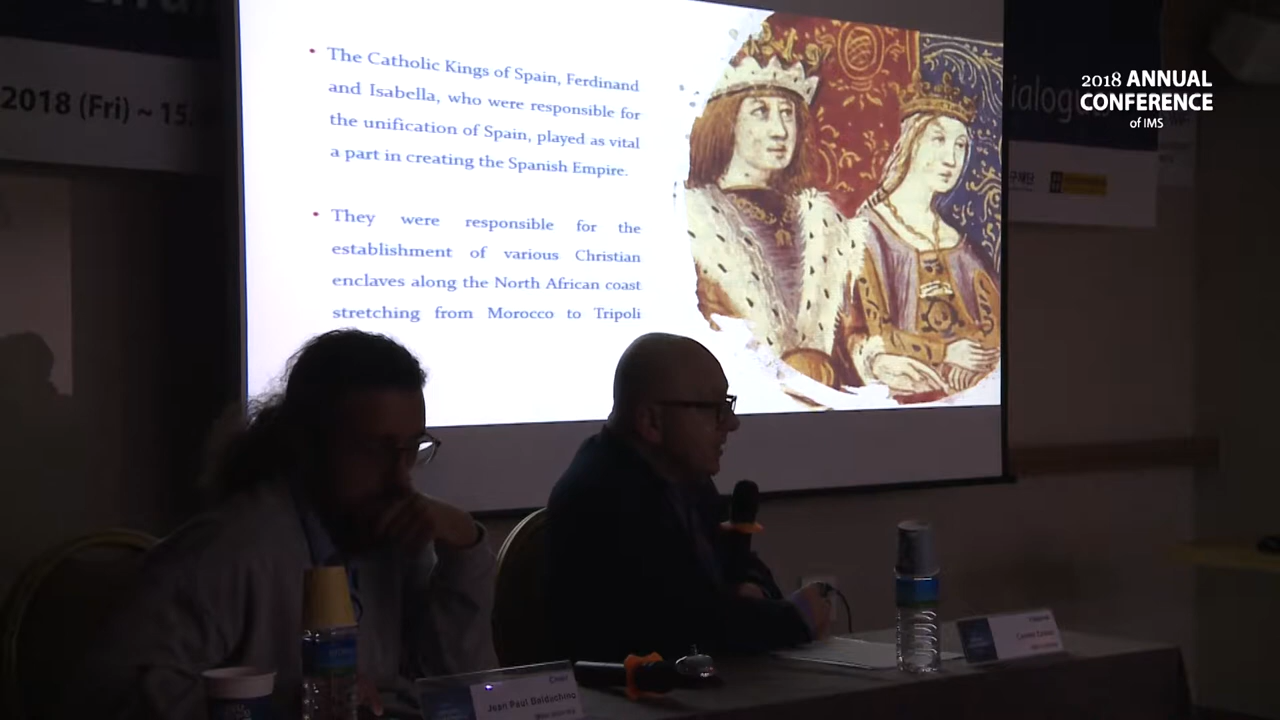 2018 (Fri) ~ 15.
The Catholic Kings of Spain, Ferdinand
and Isabella, who were responsible for
the unification of Spain, played as vital
a part in creating the Spanish Empire.
They were responsible for the
establishment of various Christian
enclaves along the North African coast
stretching from Morocco to Tripoli
2018 ANNUAL
CONFERENCE
of IMS
Chair
Jean Paul Baldacchino